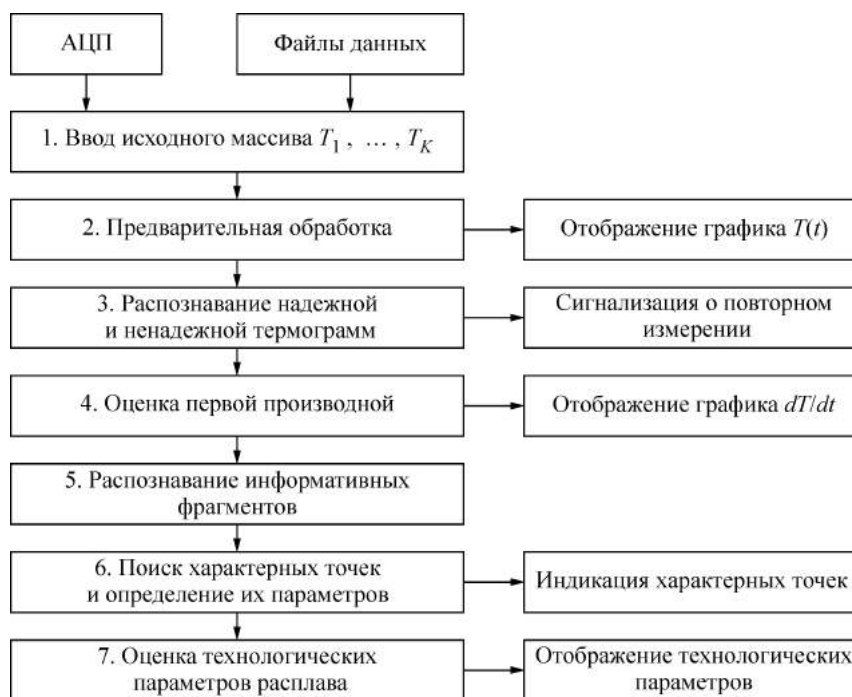 АЦП
Файлы данных
1. Ввод исходного массива T1 , … , TK
2. Предварительная обработка
Отображение графика T(t)
3. Распознавание надежной
и ненадежной термограмм
Сигнализация о повторном
измерении
4. Оценка первой производной
Отображение графика dT/dt
5. Распознавание информативных
фрагментов
6. Поиск характерных точек
и определение их параметров
Индикация характерных точек
7. Оценка технологических
параметров расплава
Отображение технологических
параметров